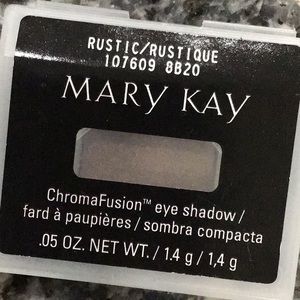 RUSTIC/RUSTIQUE
107609 8B20
MARY KAY
ChromaFusion™ eye shadow /
fard à paupières / sombra compacta
.05 OZ. NET WT. / 1.4 g / 1,4 g